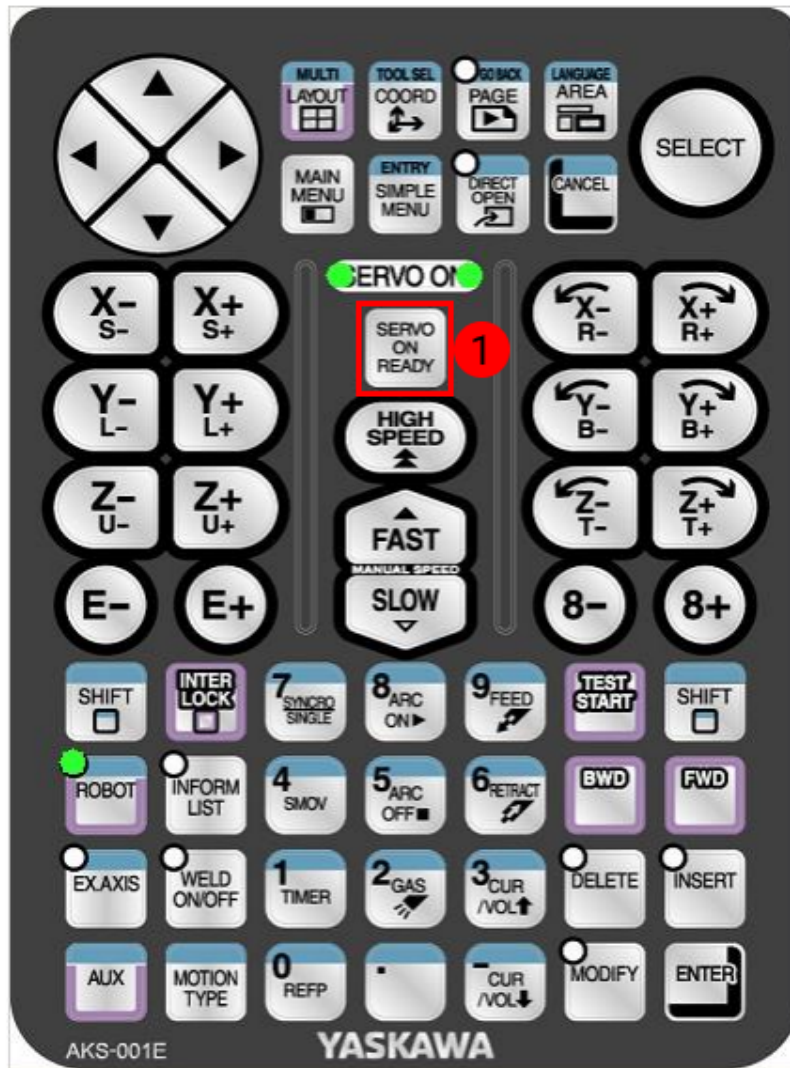 MULTI
LAYOUT
TOOL SEL
COORD
GO BACK
PAGE
LANGUAGE
AREA
SELECT
MAIN
MENU
ENTRY
SIMPLE
MENU
DIRECT
OPEN
CANCEL
SERVO ON
SERVO
ON
READY
1
X-
S-
X+
S+
X-
R-
X+
R+
HIGH
SPEED
Y-
L-
Y+
L+
Y-
B-
Y+
B+
Z-
U-
Z+
U+
FAST
MANUAL SPEED
SLOW
Z-
T-
Z+
T+
E-
E+
8-
8+
SHIFT
INTER
LOCK
7
SYNCRO
SINGLE
8 ARC
ON▶
9 FEED
TEST
START
SHIFT
ROBOT
INFORM
LIST
4
SMOV
5 ARC
OFF■
6 RETRACT
BWD
FWD
EX.AXIS
WELD
ON/OFF
1
TIMER
2 GAS
3 CUR
/VOL⬆
DELETE
INSERT
AUX
MOTION
TYPE
0
REFP
.
- CUR
/VOL⬇
MODIFY
ENTER
AKS-001E
YASKAWA